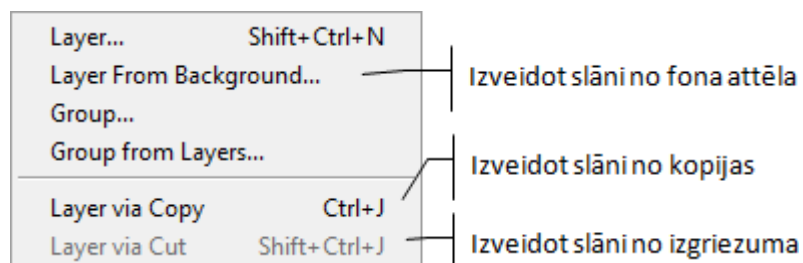 Layer... Shift+Ctrl+N
Layer From Background...
Izveidot slāni no fona attēla
Group...
Group from Layers...
Izveidot slāni no kopijas
Layer via Copy Ctrl+J
Layer via Cut Shift+Ctrl+J
Izveidot slāni no izgriezuma